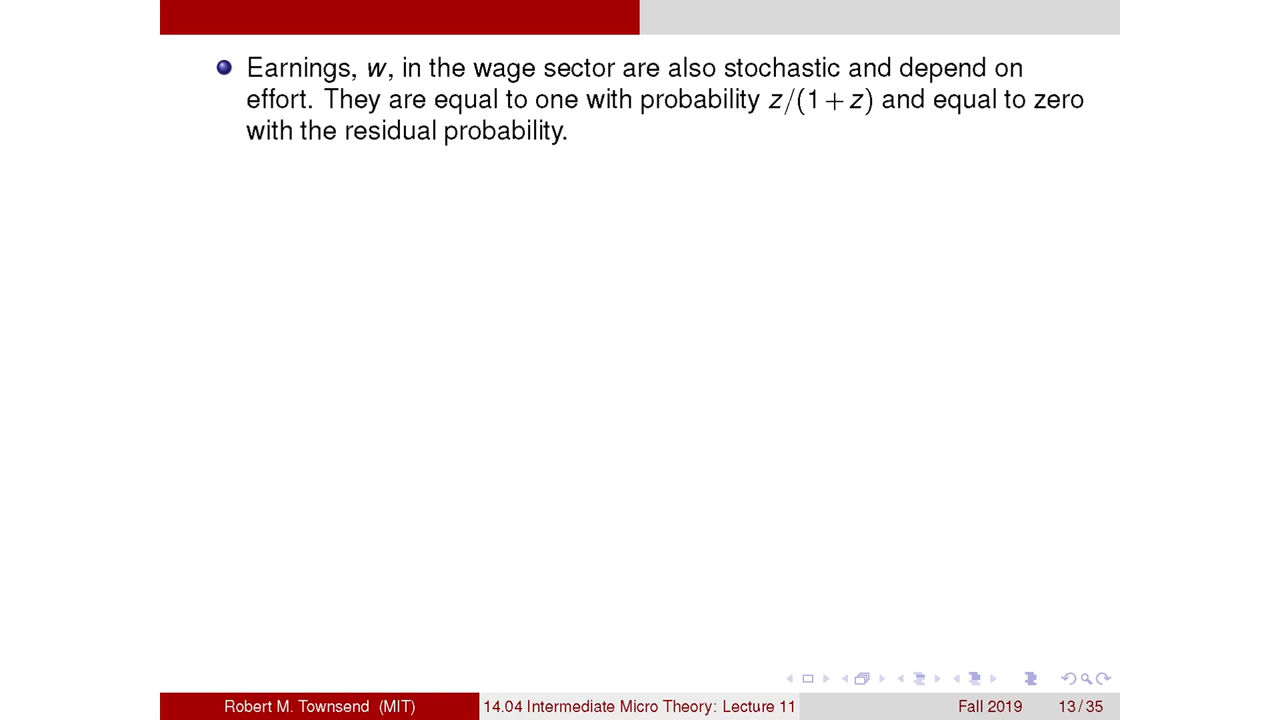 Earnings, w, in the wage sector are also stochastic and depend on
effort. They are equal to one with probability z/(1 + z) and equal to zero
with the residual probability.
Robert M. Townsend (MIT) 14.04 Intermediate Micro Theory: Lecture 11 Fall 2019 13 / 35